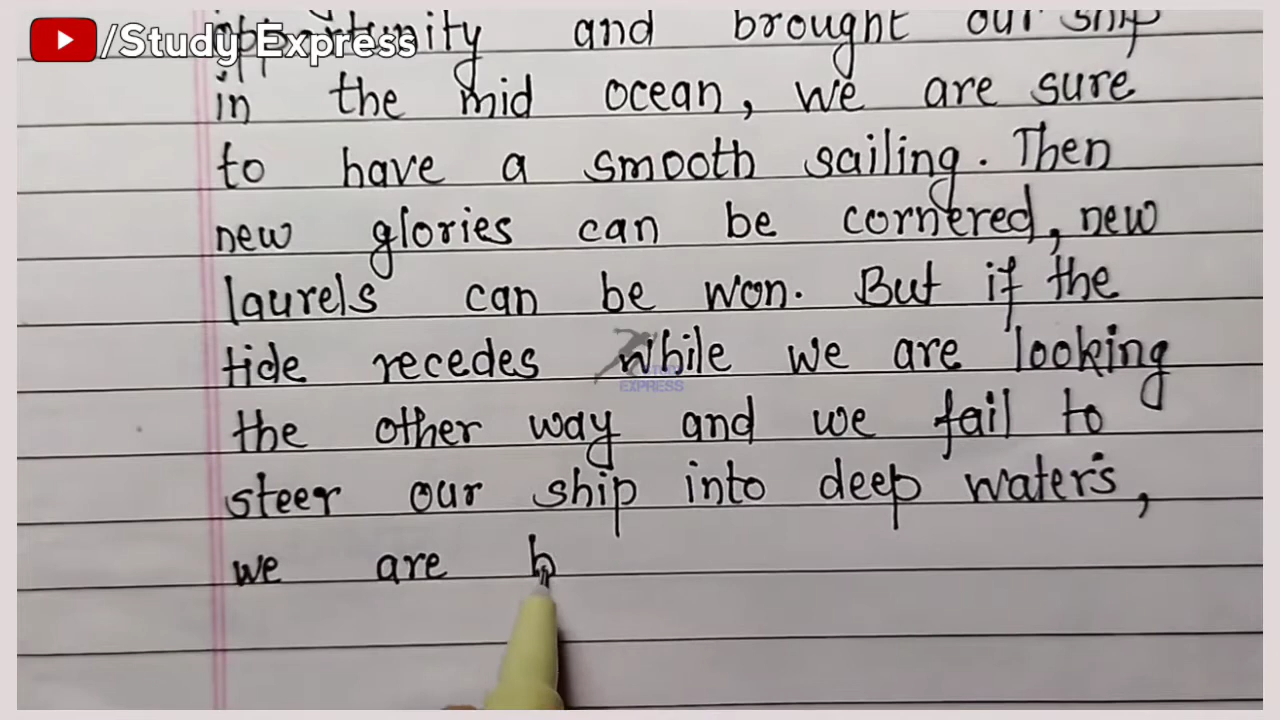 /Study Express
opportunity and brought our ship
in the mid ocean, we are sure
to have a smooth sailing. Then
new glories can be cornered, new
laurels can be won. But if the
tide recedes while we are looking
the other way and we fail to
steer our ship into deep waters,
we are b
EXPRESS